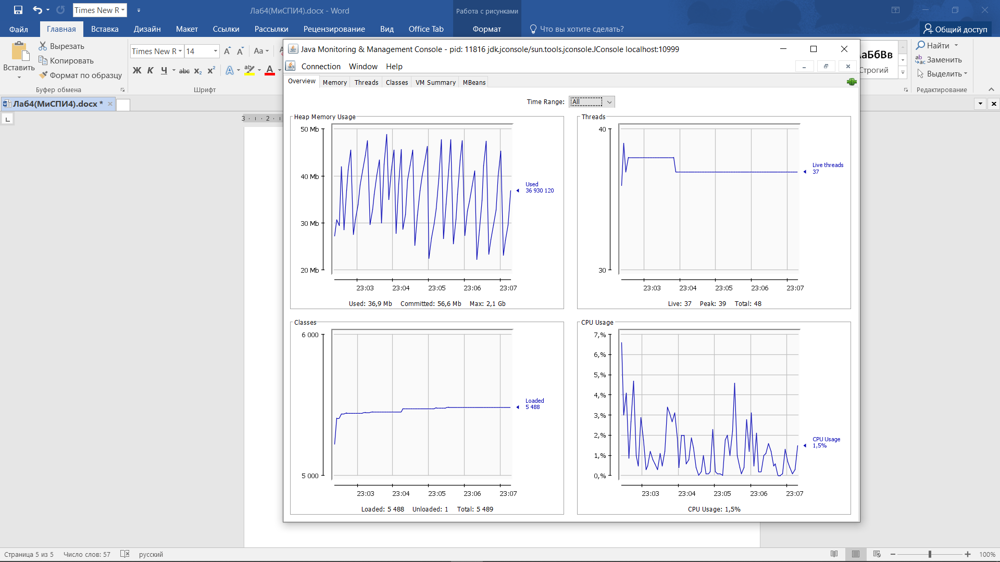 Times New R
Лаб4(МиСПИ4).docx - Word
Работа с рисунками
Файл
Главная
Вставка
Дизайн
Макет
Ссылки
Рассылки
Рецензирование
Вид
Office Tab
Формат
Что вы хотите сделать?
Общий доступ
Вставить
Вырезать
Копировать
Формат по образцу
Буфер обмена
Times New R
14
Aa
Ж К Ч abc x₂ x²
A
ab
A
Шрифт
АаБбВв
Строгий
Найти
Заменить
Выделить
Редактирование
Лаб4(МиСПИ4).docx *
3 2
Java Monitoring & Management Console - pid: 11816 jdk.jconsole/sun.tools.jconsole.JConsole localhost:10999
Connection Window Help
Overview Memory Threads Classes VM Summary MBeans
Time Range: All
Heap Memory Usage
50 Mb
40 Mb
30 Mb
20 Mb
Used
36 930 120
23:03 23:04 23:05 23:06 23:07
Used: 36,9 Mb Committed: 56,6 Mb Max: 2,1 Gb
Threads
40
30
Live threads
37
23:03 23:04 23:05 23:06 23:07
Live: 37 Peak: 39 Total: 48
Classes
6 000
5 000
Loaded
5 488
23:03 23:04 23:05 23:06 23:07
Loaded: 5 488 Unloaded: 1 Total: 5 489
CPU Usage
7,%
6,%
5,%
4,%
3,%
2,%
1,%
0,%
CPU Usage
1,5%
23:03 23:04 23:05 23:06 23:07
CPU Usage: 1,5%
Страница 5 из 5
Число слов: 57
русский
100%